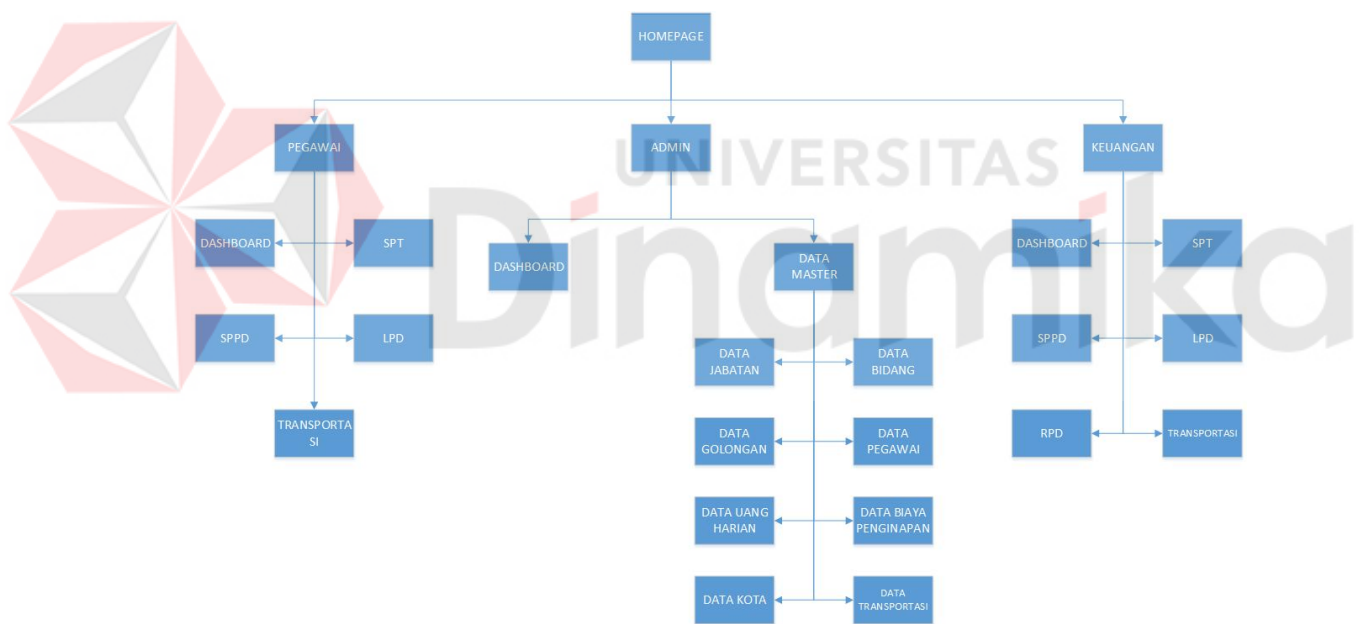 HOMEPAGE
PEGAWAI
ADMIN
KEUANGAN
UNIVERSITAS
Dinamika
DASHBOARD
SPT
SPPD
LPD
TRANSPORTA
SI
DASHBOARD
DATA
MASTER
DATA
JABATAN
DATA
BIDANG
DATA
GOLONGAN
DATA
PEGAWAI
DATA UANG
HARIAN
DATA BIAYA
PENGINAPAN
DATA KOTA
DATA
TRANSPORTASI
DASHBOARD
SPT
SPPD
LPD
RPD
TRANSPORTASI